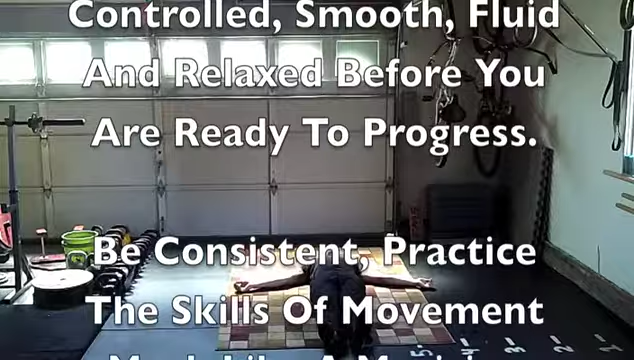 Controlled, Smooth, Fluid
And Relaxed Before You
Are Ready To Progress.
Be Consistent, Practice
The Skills Of Movement